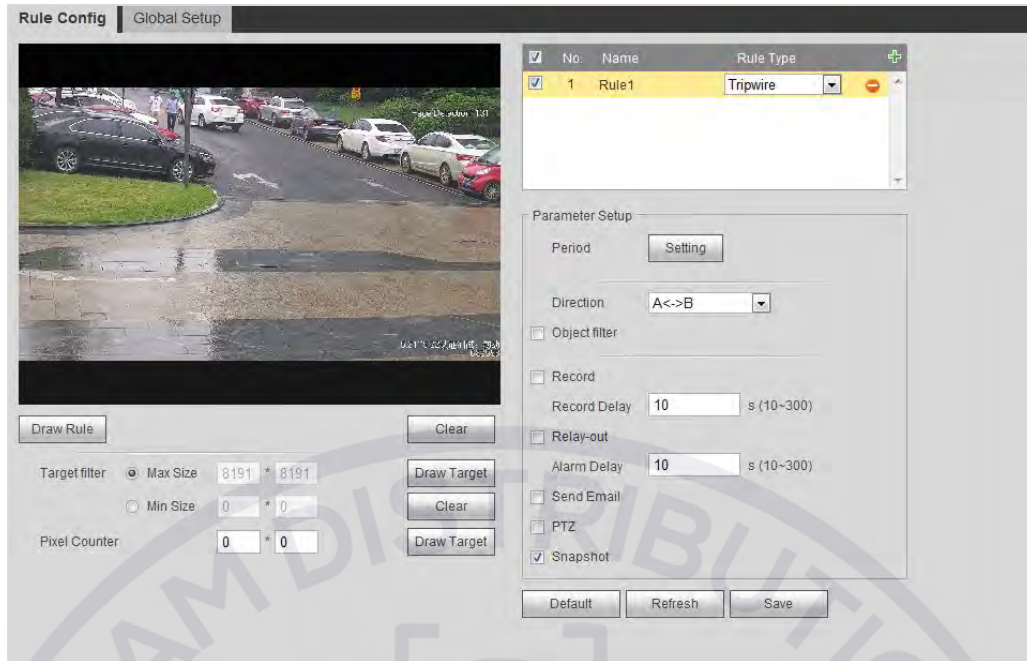 Rule Config Global Setup
No. Name Rule Type
1 Rule1 Tripwire
Parameter Setup
Period Setting
Direction A<->B
Object filter
Record
Record Delay 10 s (10~300)
Relay-out
Alarm Delay 10 s (10~300)
Send Email
PTZ
Snapshot
Default Refresh Save
Draw Rule Clear
Target filter Max Size 8191 * 8191 Draw Target
Min Size 0 * 0 Clear
Pixel Counter 0 * 0 Draw Target
AM DISTRIBUTIO